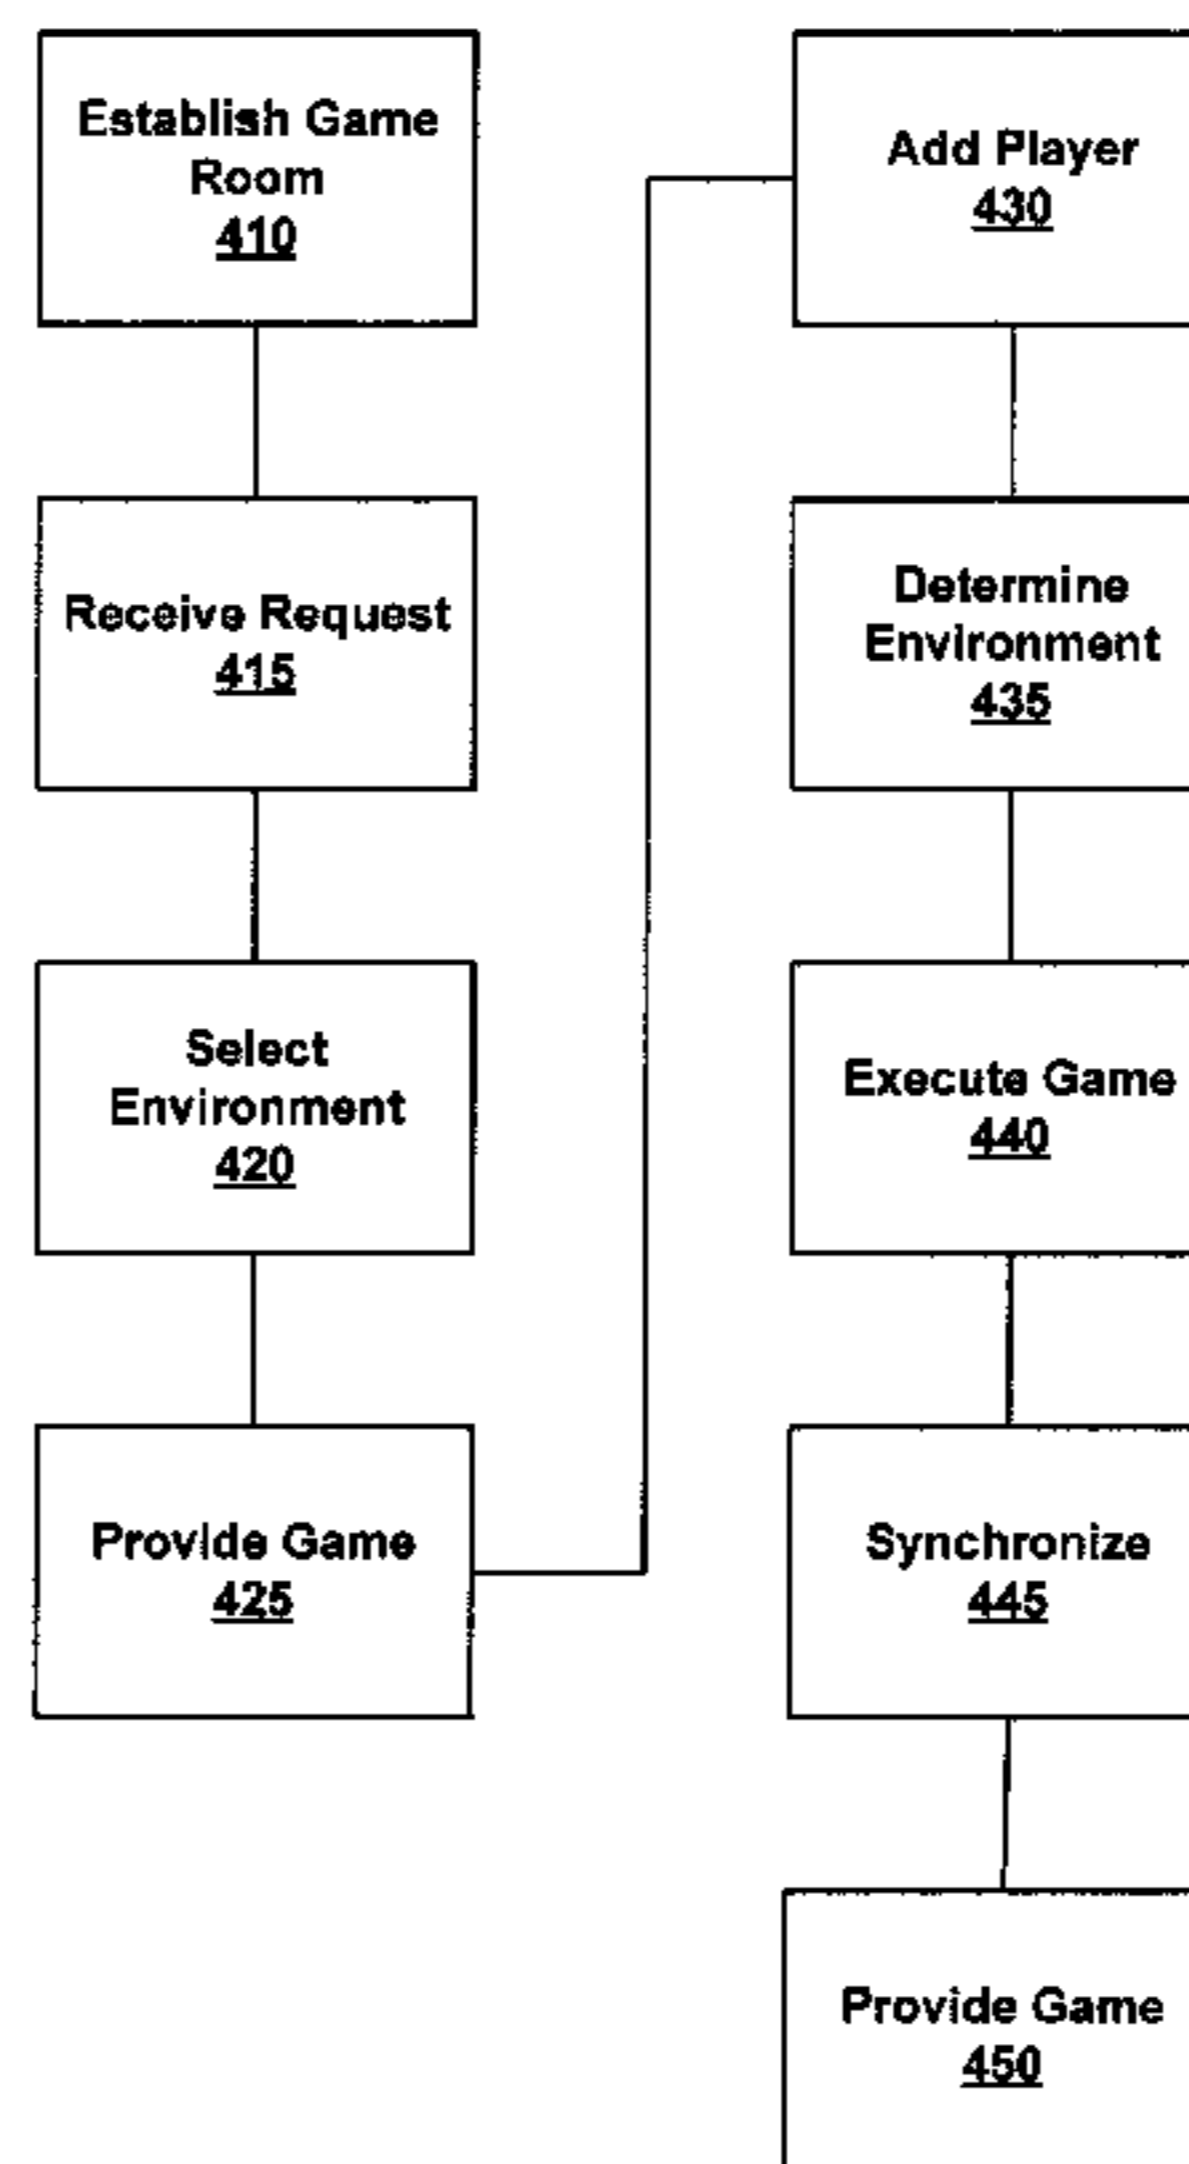 Establish Game
Room
410
Receive Request
415
Select
Environment
420
Provide Game
425
Add Player
430
Determine
Environment
435
Execute Game
440
Synchronize
445
Provide Game
450